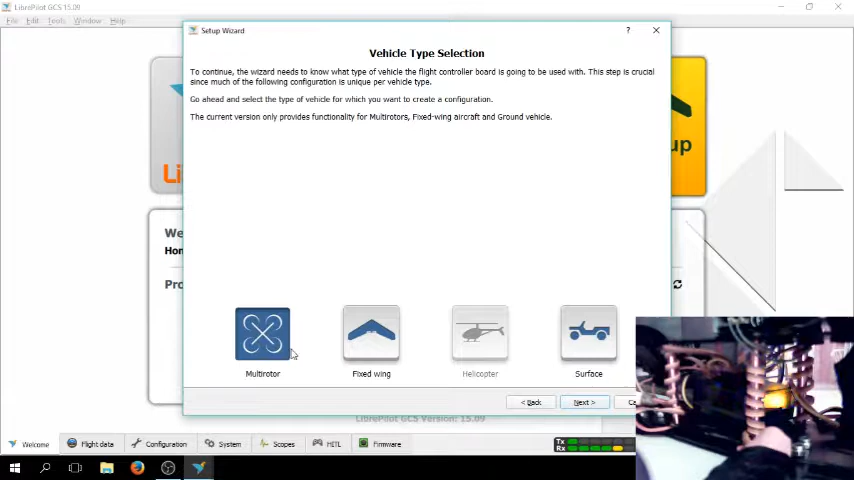 LibrePilot GCS 15.09
File Edit Tools Window Help
Setup Wizard
Vehicle Type Selection
To continue, the wizard needs to know what type of vehicle the flight controller board is going to be used with. This step is crucial
since much of the following configuration is unique per vehicle type.
Go ahead and select the type of vehicle for which you want to create a configuration.
The current version only provides functionality for Multirotors, Fixed-wing aircraft and Ground vehicle.
Li
up
We
Hon
Pro
Multirotor Fixed wing Helicopter Surface
< Back Next > Ca
LibrePilot GCS Version: 15.09
Welcome Flight data Configuration System Scopes HITL Firmware
Tx
Rx